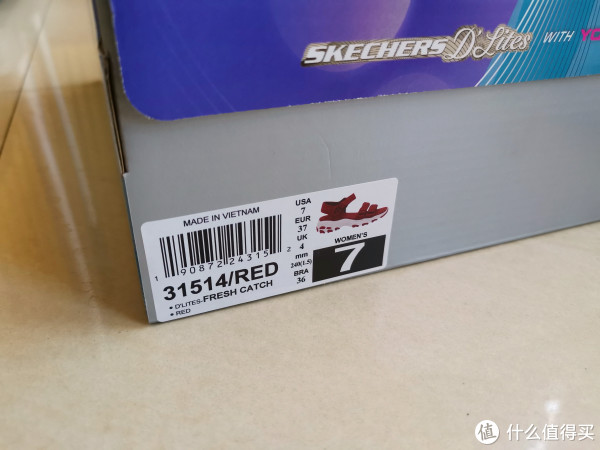 SKECHERS D'Lites WITH
MADE IN VIETNAM
1 90872 24315 2
31514/RED
• D'LITES-FRESH CATCH
• RED
USA
7
EUR
37
UK
4
mm
240(1.5)
BRA
36
WOMEN'S
7
值 什么值得买